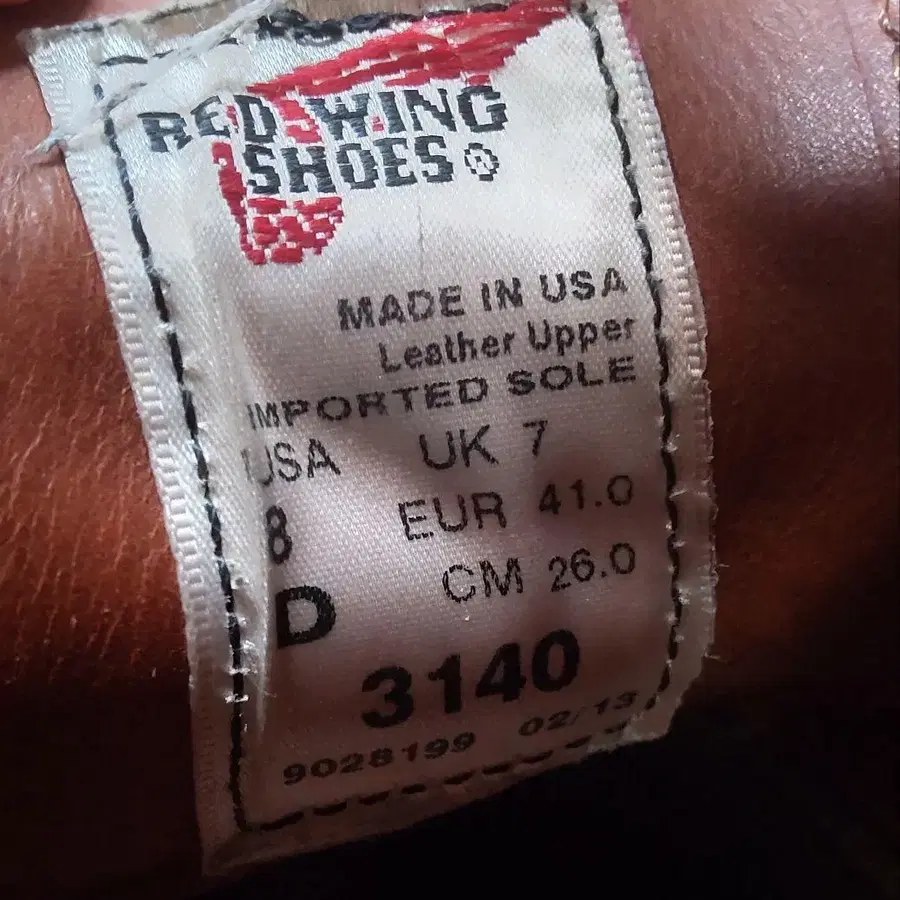 RED WING
SHOES®
MADE IN USA
Leather Upper
IMPORTED SOLE
USA UK 7
8 EUR 41.0
D CM 26.0
3140
9028199 02/13